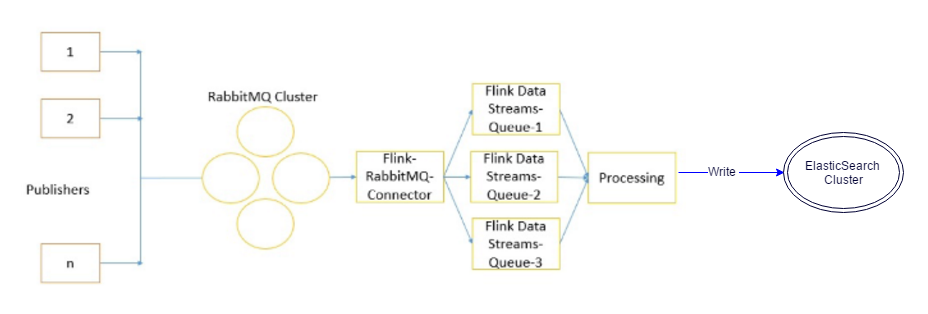 1
2
Publishers
n
RabbitMQ Cluster
Flink-
RabbitMQ-
Connector
Flink Data
Streams-
Queue-1
Flink Data
Streams-
Queue-2
Flink Data
Streams-
Queue-3
Processing
Write
ElasticSearch
Cluster